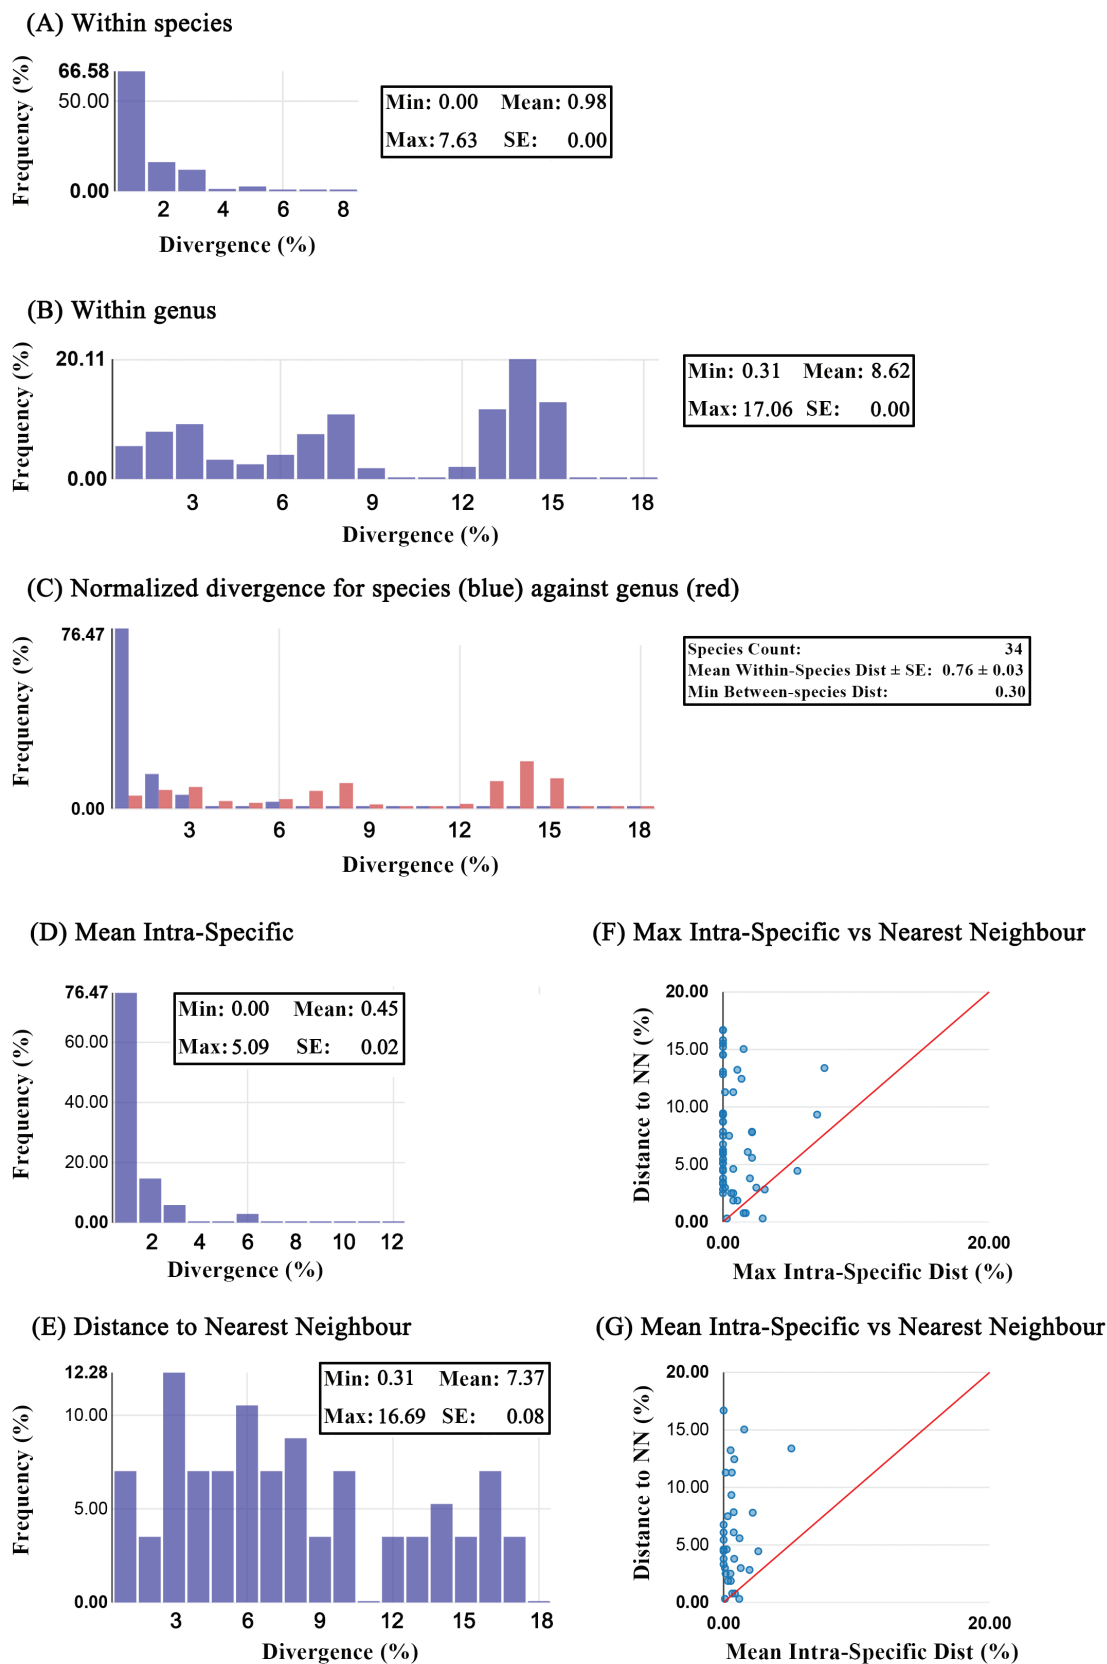 (A) Within species
66.58
50.00
0.00
Frequency (%)
2 4 6 8
Divergence (%)
Min: 0.00 Mean: 0.98
Max: 7.63 SE: 0.00
(B) Within genus
20.11
0.00
Frequency (%)
3 6 9 12 15 18
Divergence (%)
Min: 0.31 Mean: 8.62
Max: 17.06 SE: 0.00
(C) Normalized divergence for species (blue) against genus (red)
76.47
0.00
Frequency (%)
3 6 9 12 15 18
Divergence (%)
Species Count: 34
Mean Within-Species Dist ± SE: 0.76 ± 0.03
Min Between-species Dist: 0.30
(D) Mean Intra-Specific
76.47
60.00
40.00
20.00
0.00
Frequency (%)
2 4 6 8 10 12
Divergence (%)
Min: 0.00 Mean: 0.45
Max: 5.09 SE: 0.02
(F) Max Intra-Specific vs Nearest Neighbour
20.00
15.00
10.00
5.00
0.00
Distance to NN (%)
0.00 20.00
Max Intra-Specific Dist (%)
(E) Distance to Nearest Neighbour
12.28
10.00
5.00
0.00
Frequency (%)
3 6 9 12 15 18
Divergence (%)
Min: 0.31 Mean: 7.37
Max: 16.69 SE: 0.08
(G) Mean Intra-Specific vs Nearest Neighbour
20.00
15.00
10.00
5.00
0.00
Distance to NN (%)
0.00 20.00
Mean Intra-Specific Dist (%)